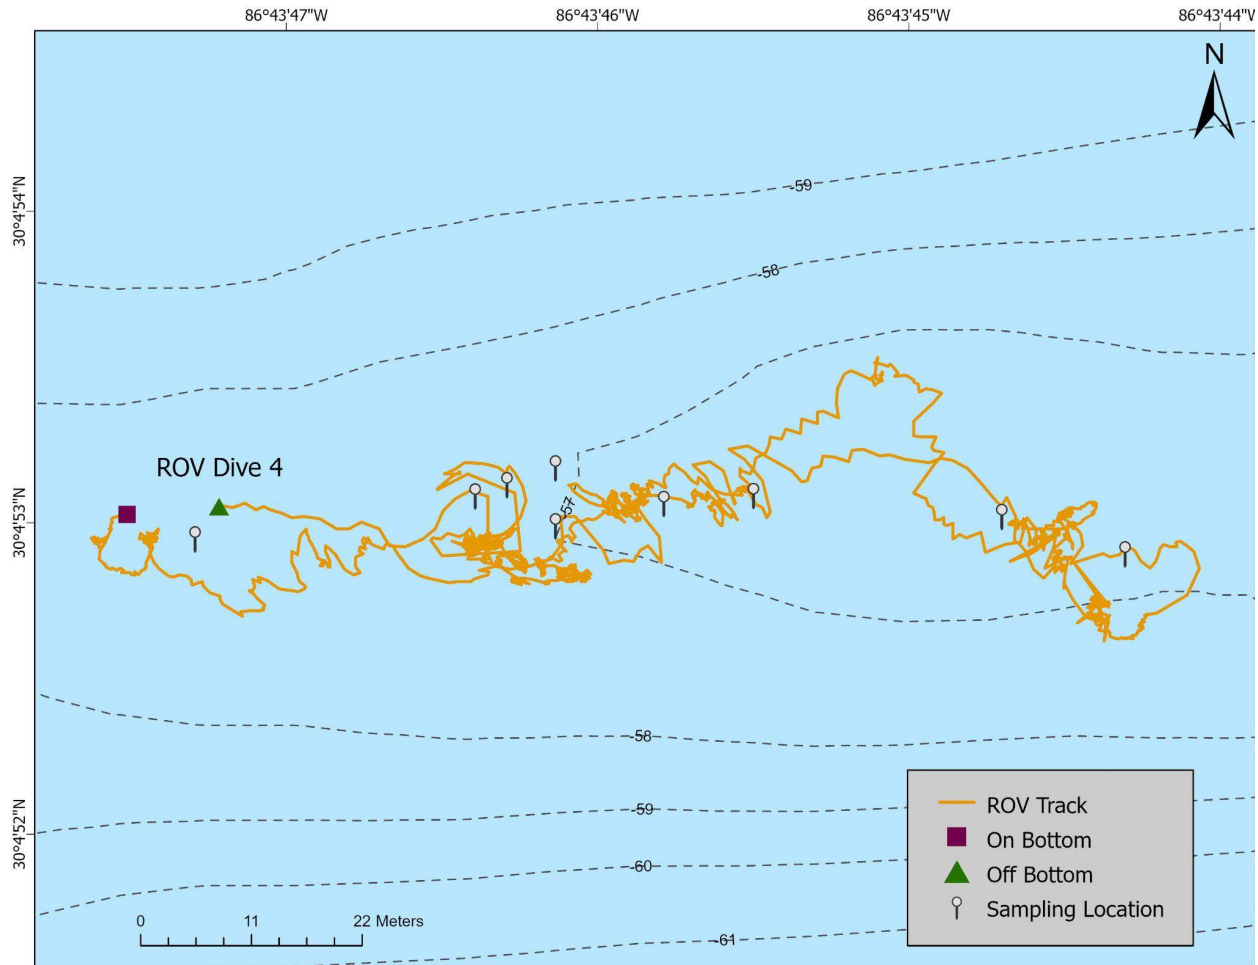 86°43'47"W 86°43'46"W 86°43'45"W 86°43'44"W
N
30°4'54"N
-59
-58
ROV Dive 4
-57
30°4'53"N
-58
-59
30°4'52"N
-60
-61
0 11 22 Meters
ROV Track
On Bottom
Off Bottom
Sampling Location